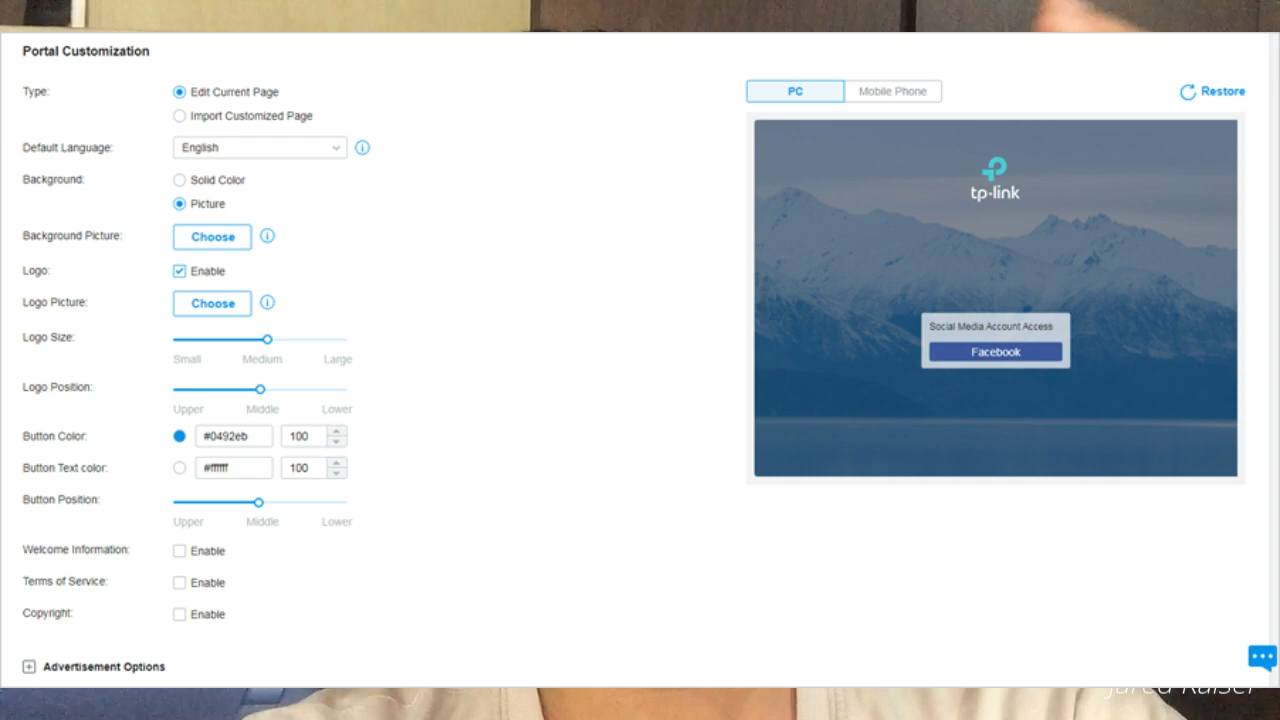 Portal Customization
Type:
Edit Current Page
Import Customized Page
Default Language:
English
Background:
Solid Color
Picture
Background Picture:
Choose
Logo:
Enable
Logo Picture:
Choose
Logo Size:
Small Medium Large
Logo Position:
Upper Middle Lower
Button Color:
#0492eb 100
Button Text color:
#ffffff 100
Button Position:
Upper Middle Lower
Welcome Information:
Enable
Terms of Service:
Enable
Copyright:
Enable
Advertisement Options
PC Mobile Phone
Restore
tp-link
Social Media Account Access
Facebook